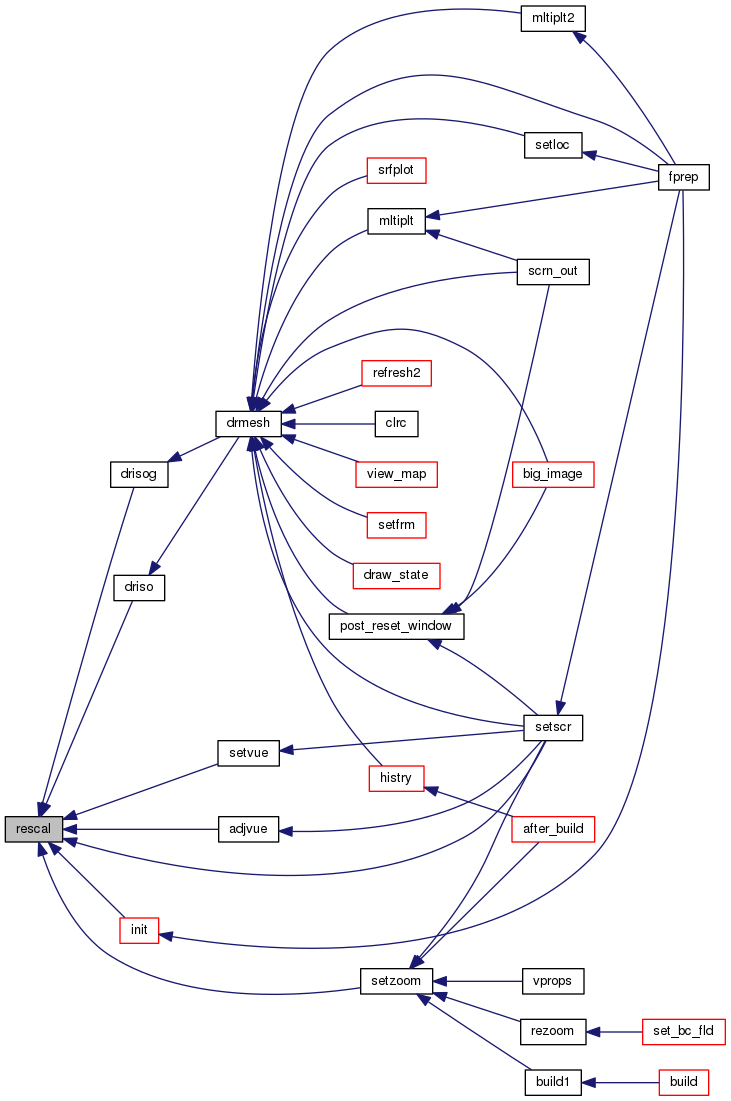 mltiplt2
setloc
srfplot
fprep
mltiplt
scrn_out
refresh2
drmesh
clrc
drisog
view_map
big_image
setfrm
draw_state
driso
post_reset_window
setscr
setvue
histry
rescal
adjvue
after_build
init
setzoom
vprops
rezoom
set_bc_fld
build1
build